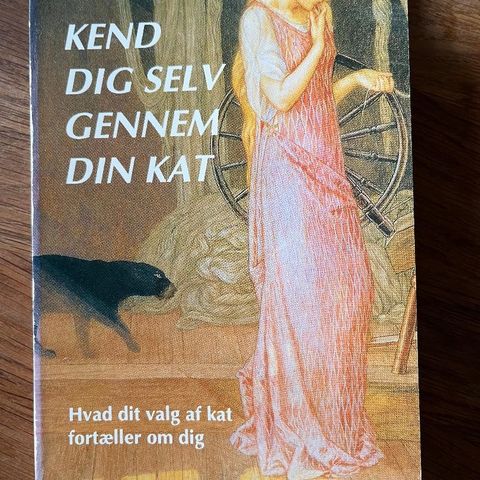 KEND
DIG SELV
GENNEM
DIN KAT
Hvad dit valg af kat
fortæller om dig